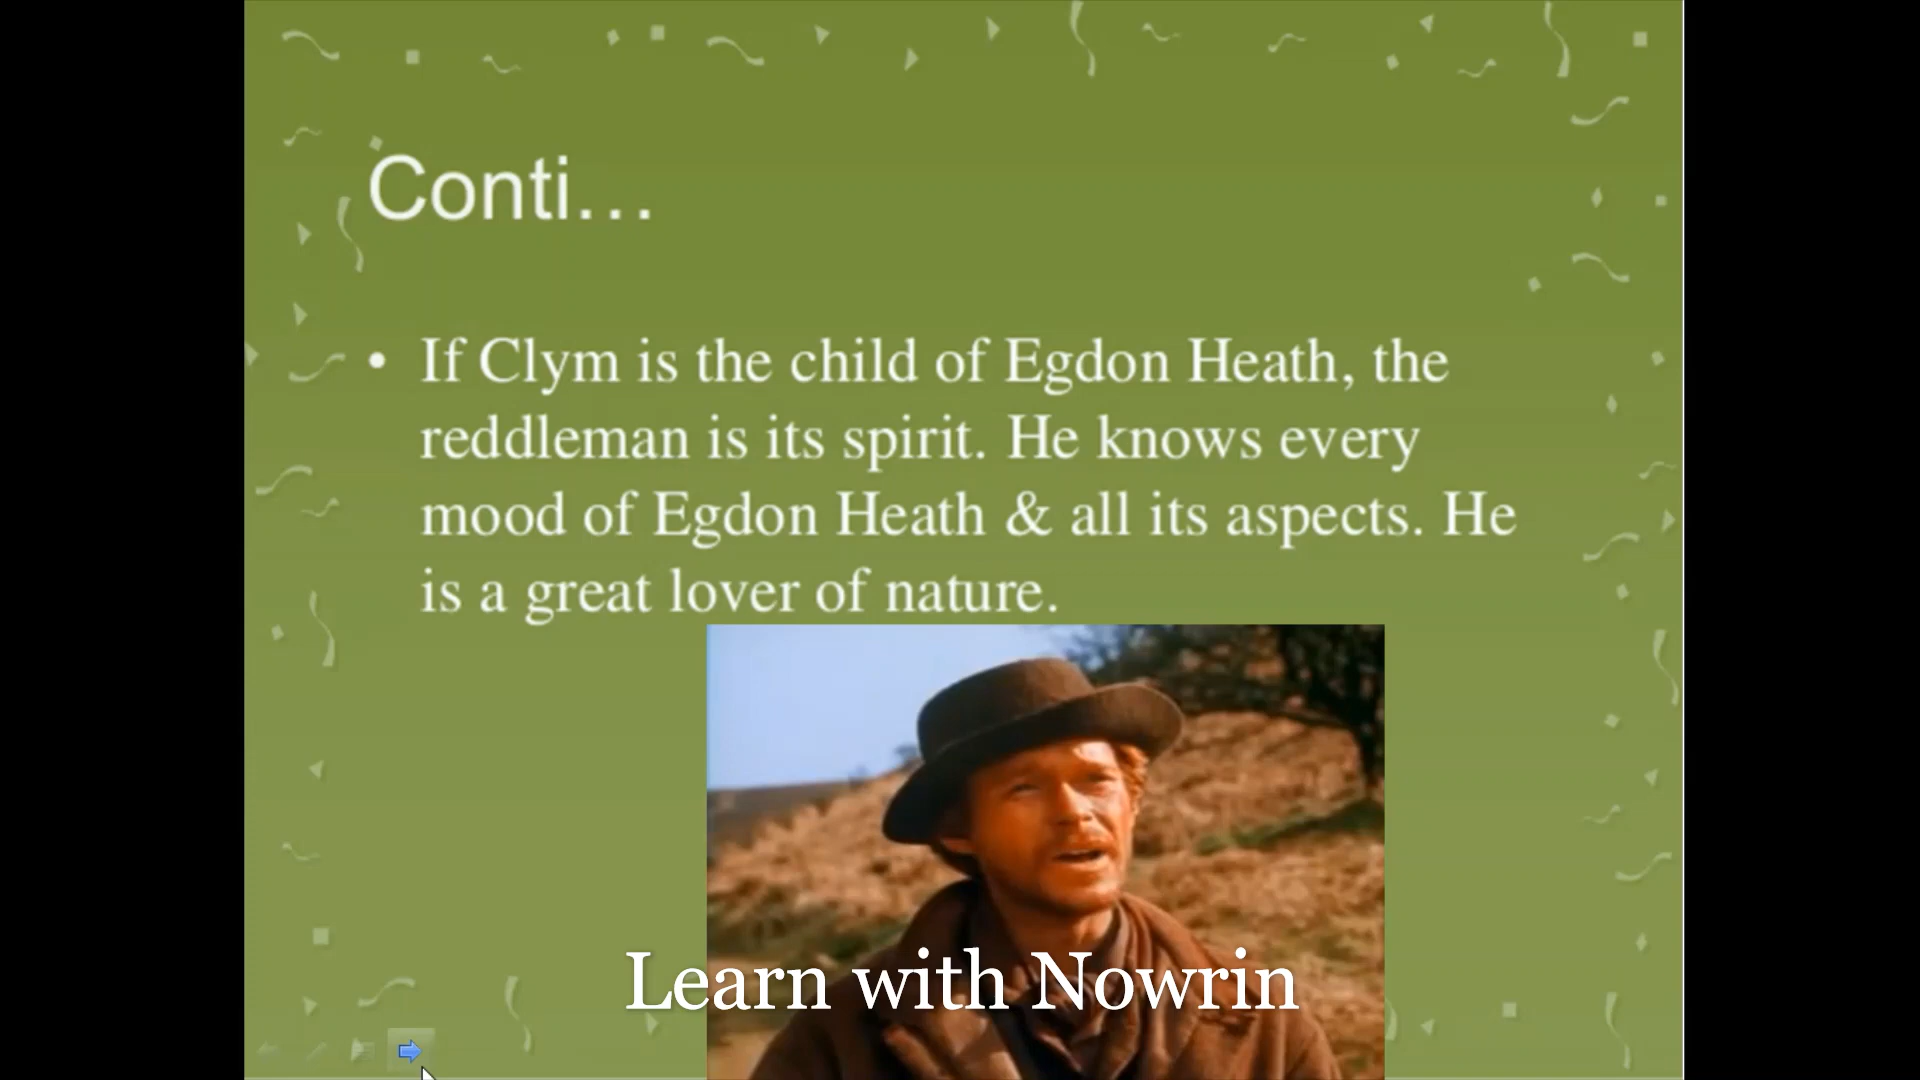 Conti…
• If Clym is the child of Egdon Heath, the
reddleman is its spirit. He knows every
mood of Egdon Heath & all its aspects. He
is a great lover of nature.
Learn with Nowrin